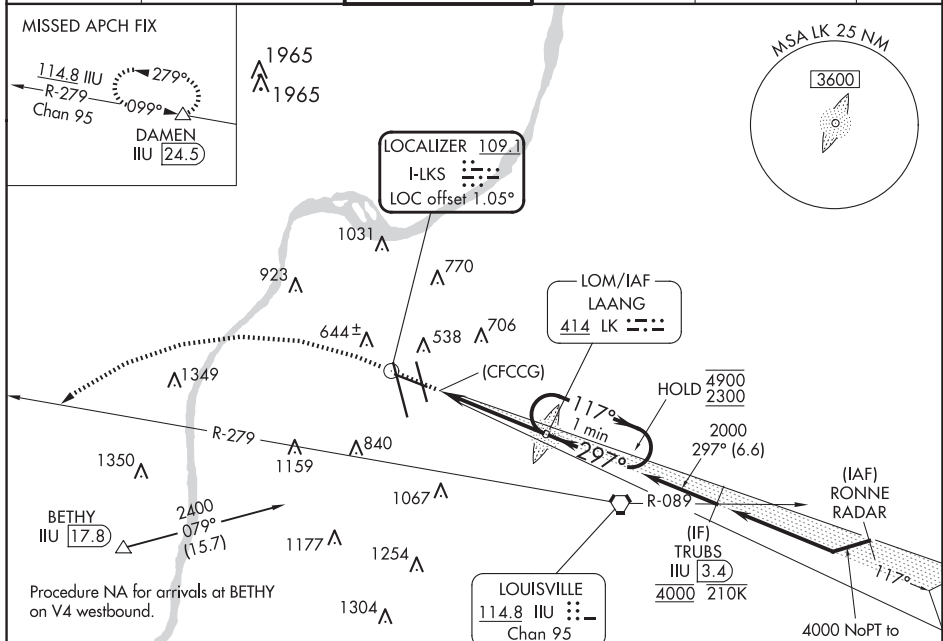 MISSED APCH FIX
114.8 IIU
R-279
Chan 95
279°
099°
DAMEN
IIU 24.5
1965
1965
MSA LK 25 NM
3600
LOCALIZER 109.1
I-LKS
LOC offset 1.05°
1031
923
770
644±
538
706
LOM/IAF
LAANG
414 LK
(CFCCG)
HOLD 4900
2300
117°
1 min
297°
2000
297° (6.6)
1349
R-279
1350
1159
840
1067
R-089
(IAF)
RONNE
RADAR
BETHY
IIU 17.8
2400
079°
(15.7)
1177
1254
1304
(IF)
TRUBS
IIU 3.4
4000 210K
117°
LOUISVILLE
114.8 IIU
Chan 95
Procedure NA for arrivals at BETHY
on V4 westbound.
4000 NoPT to